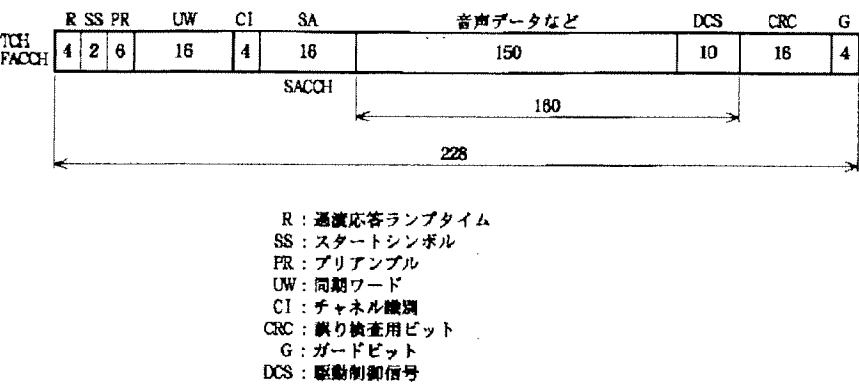 R SS PR UW CI SA 音声データなど DCS CRC G
TCH
FACCH
4 2 6 16 4 16 150 10 16 4
SACCH
160
228
R：過渡応答ランプタイム
SS：スタートシンボル
PR：プリアンブル
UW：同期ワード
CI：チャネル識別
CRC：誤り検査用ビット
G：ガードビット
DCS：駆動制御信号